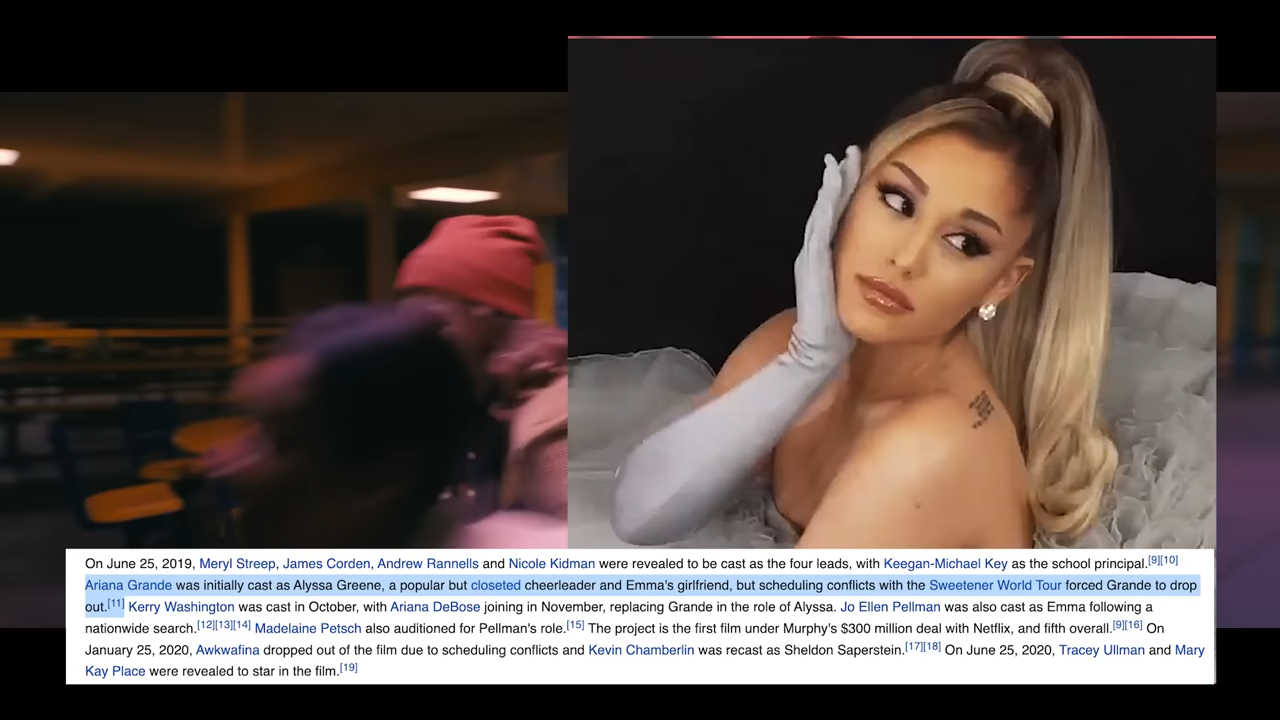 On June 25, 2019, Meryl Streep, James Corden, Andrew Rannells and Nicole Kidman were revealed to be cast as the four leads, with Keegan-Michael Key as the school principal.[9][10]
Ariana Grande was initially cast as Alyssa Greene, a popular but closeted cheerleader and Emma's girlfriend, but scheduling conflicts with the Sweetener World Tour forced Grande to drop
out.[11] Kerry Washington was cast in October, with Ariana DeBose joining in November, replacing Grande in the role of Alyssa. Jo Ellen Pellman was also cast as Emma following a
nationwide search.[12][13][14] Madelaine Petsch also auditioned for Pellman's role.[15] The project is the first film under Murphy's $300 million deal with Netflix, and fifth overall.[9][16] On
January 25, 2020, Awkwafina dropped out of the film due to scheduling conflicts and Kevin Chamberlin was recast as Sheldon Saperstein.[17][18] On June 25, 2020, Tracey Ullman and Mary
Kay Place were revealed to star in the film.[19]